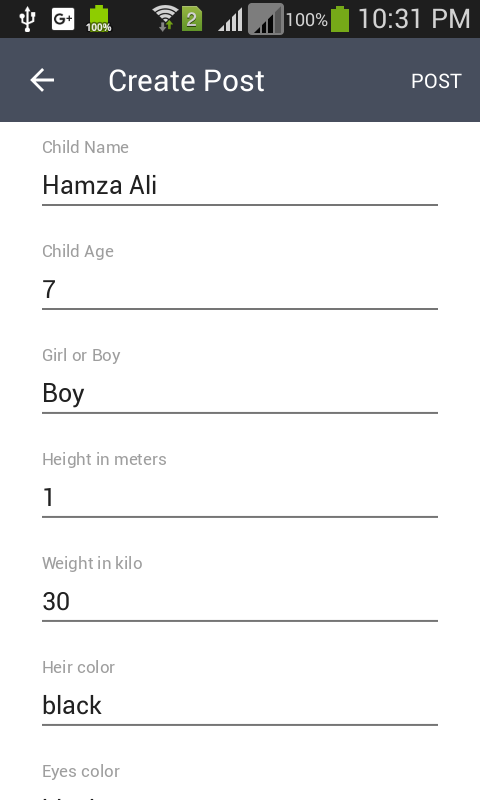 G+ 100% 2 100% 10:31 PM
Create Post POST
Child Name
Hamza Ali
Child Age
7
Girl or Boy
Boy
Height in meters
1
Weight in kilo
30
Heir color
black
Eyes color